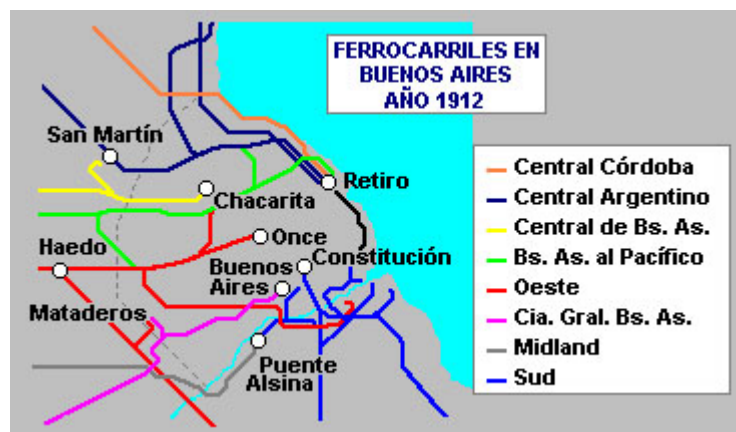 FERROCARRILES EN
BUENOS AIRES
AÑO 1912
San Martín
Retiro
Chacarita
Once
Haedo
Constitución
Buenos
Aires
Mataderos
Puente
Alsina
Central Córdoba
Central Argentino
Central de Bs. As.
Bs. As. al Pacífico
Oeste
Cia. Gral. Bs. As.
Midland
Sud